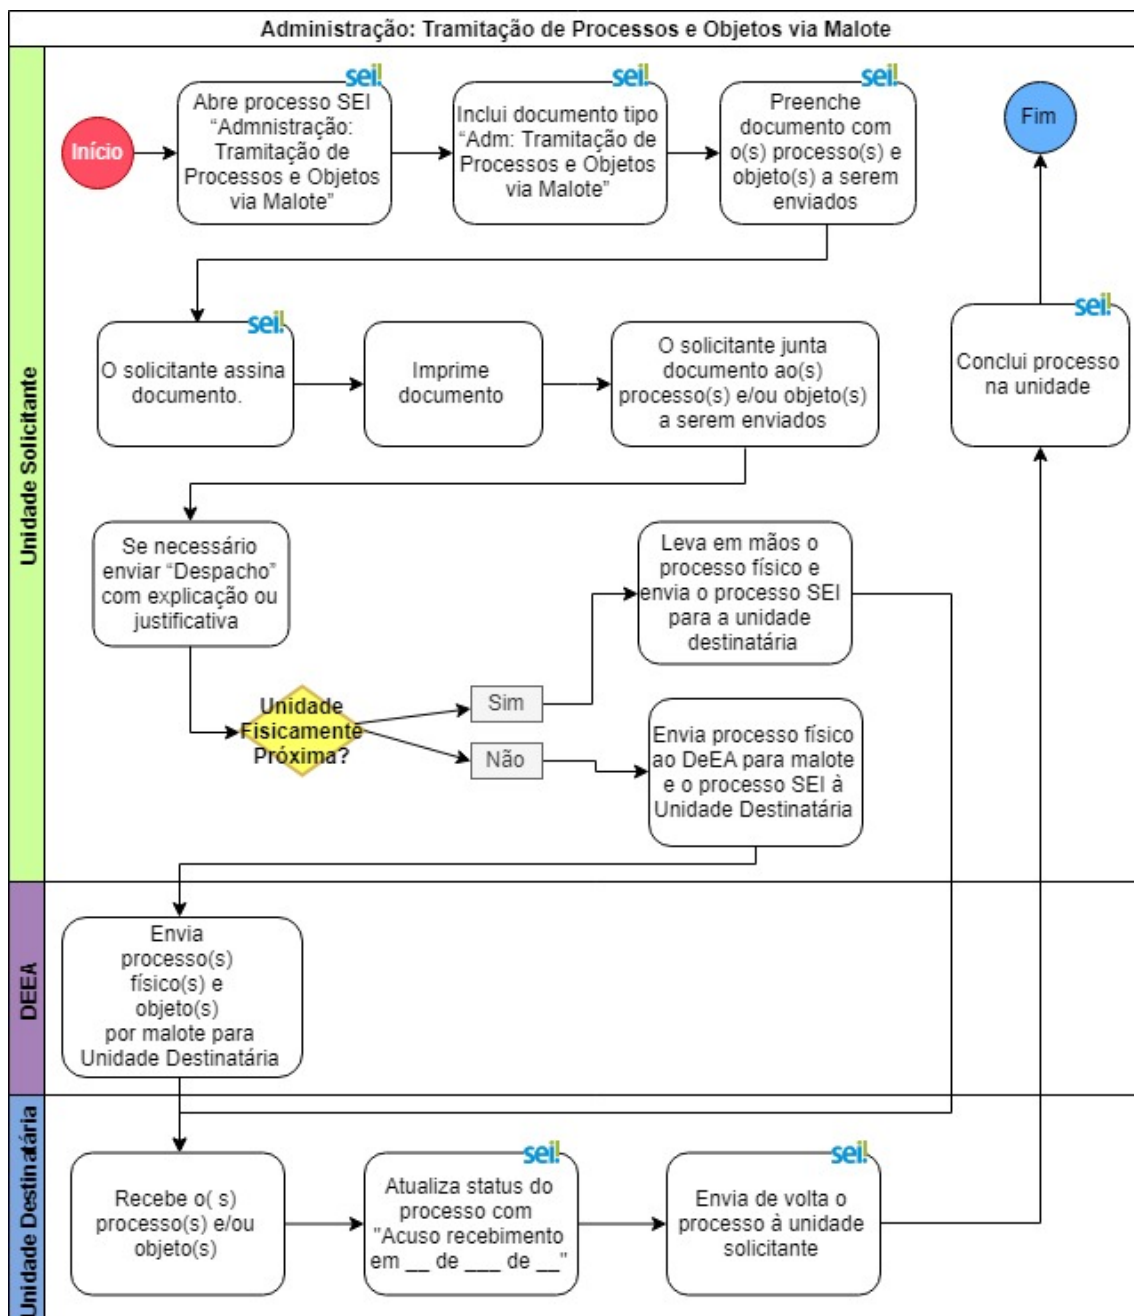 Administração: Tramitação de Processos e Objetos via Malote
Unidade Solicitante
Início
sei!
Abre processo SEI
“Admnistração:
Tramitação de
Processos e Objetos
via Malote”
sei!
Inclui documento tipo
“Adm: Tramitação de
Processos e Objetos
via Malote”
sei!
Preenche
documento com
o(s) processo(s) e
objeto(s) a serem
enviados
Fim
sei!
O solicitante assina
documento.
Imprime
documento
O solicitante junta
documento ao(s)
processo(s) e/ou objeto(s)
a serem enviados
sei!
Conclui processo
na unidade
Se necessário
enviar “Despacho”
com explicação ou
justificativa
Unidade
Fisicamente
Próxima?
Sim
Não
Leva em mãos o
processo físico e
envia o processo SEI
para a unidade
destinatária
Envia processo físico
ao DeEA para malote
e o processo SEI à
Unidade Destinatária
DEEA
Envia
processo(s)
físico(s) e
objeto(s)
por malote para
Unidade Destinatária
Unidade Destinatária
Recebe o( s)
processo(s) e/ou
objeto(s)
sei!
Atualiza status do
processo com
"Acuso recebimento
em __ de ___ de __"
sei!
Envia de volta o
processo à unidade
solicitante